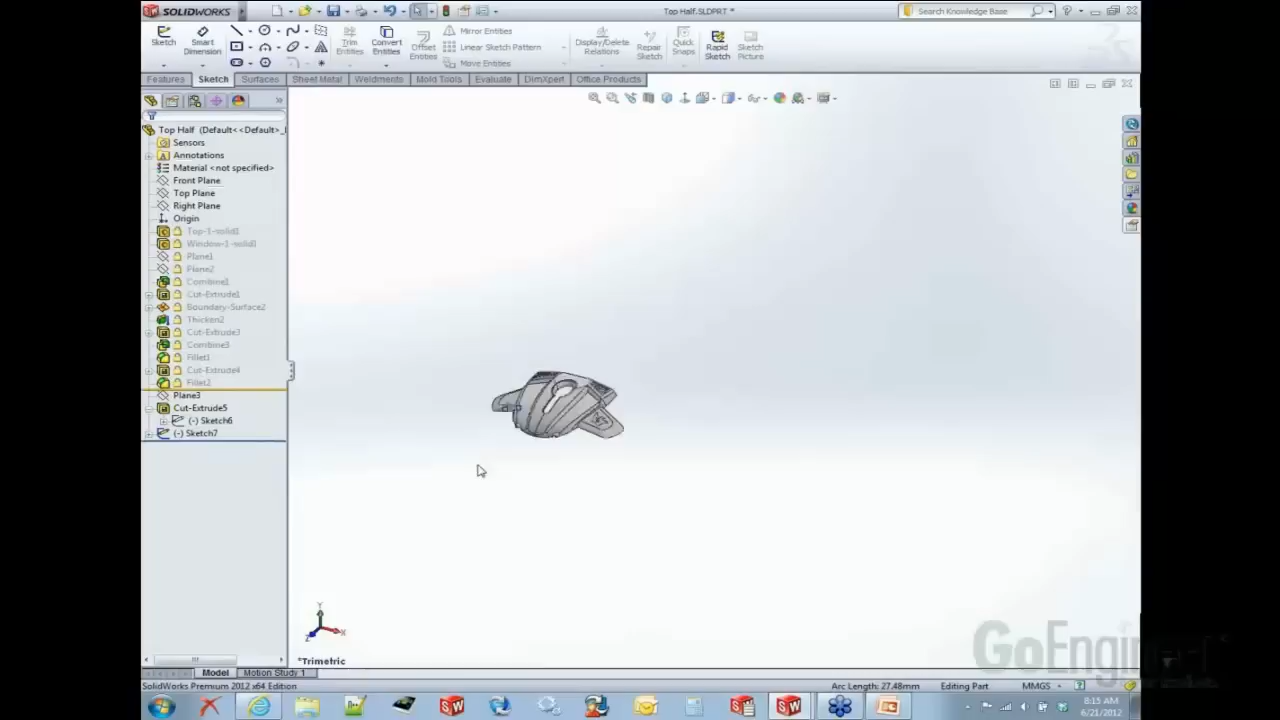 SOLIDWORKS
Top Half.SLDPRT *
Search Knowledge Base
Sketch
Smart Dimension
Trim Entities
Convert Entities
Offset Entities
Mirror Entities
Linear Sketch Pattern
Move Entities
Display/Delete Relations
Repair Sketch
Quick Snaps
Rapid Sketch
Sketch Picture
Features Sketch Surfaces Sheet Metal Weldments Mold Tools Evaluate DimXpert Office Products
Top Half (Default<<Default>_
Sensors
Annotations
Material <not specified>
Front Plane
Top Plane
Right Plane
Origin
Top-1-solid1
Window-1-solid1
Plane1
Plane2
Combine1
Cut-Extrude1
Boundary-Surface2
Thicken2
Cut-Extrude3
Combine3
Fillet1
Cut-Extrude4
Fillet2
Plane3
Cut-Extrude5
(-) Sketch6
(-) Sketch7
Y
X
Z
*Trimetric
GoEngineer
Model Motion Study 1
SolidWorks Premium 2012 x64 Edition
Arc Length: 27.48mm Editing Part MMGS
8:15 AM
6/21/2012